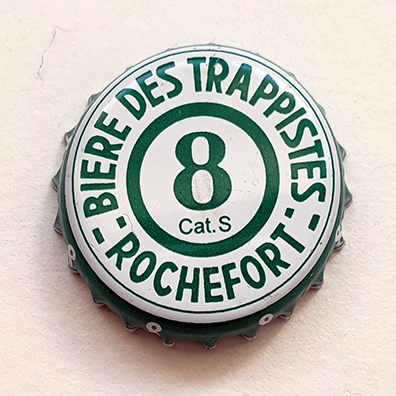 BIERE DES TRAPPISTES
8
Cat. S
- ROCHEFORT -